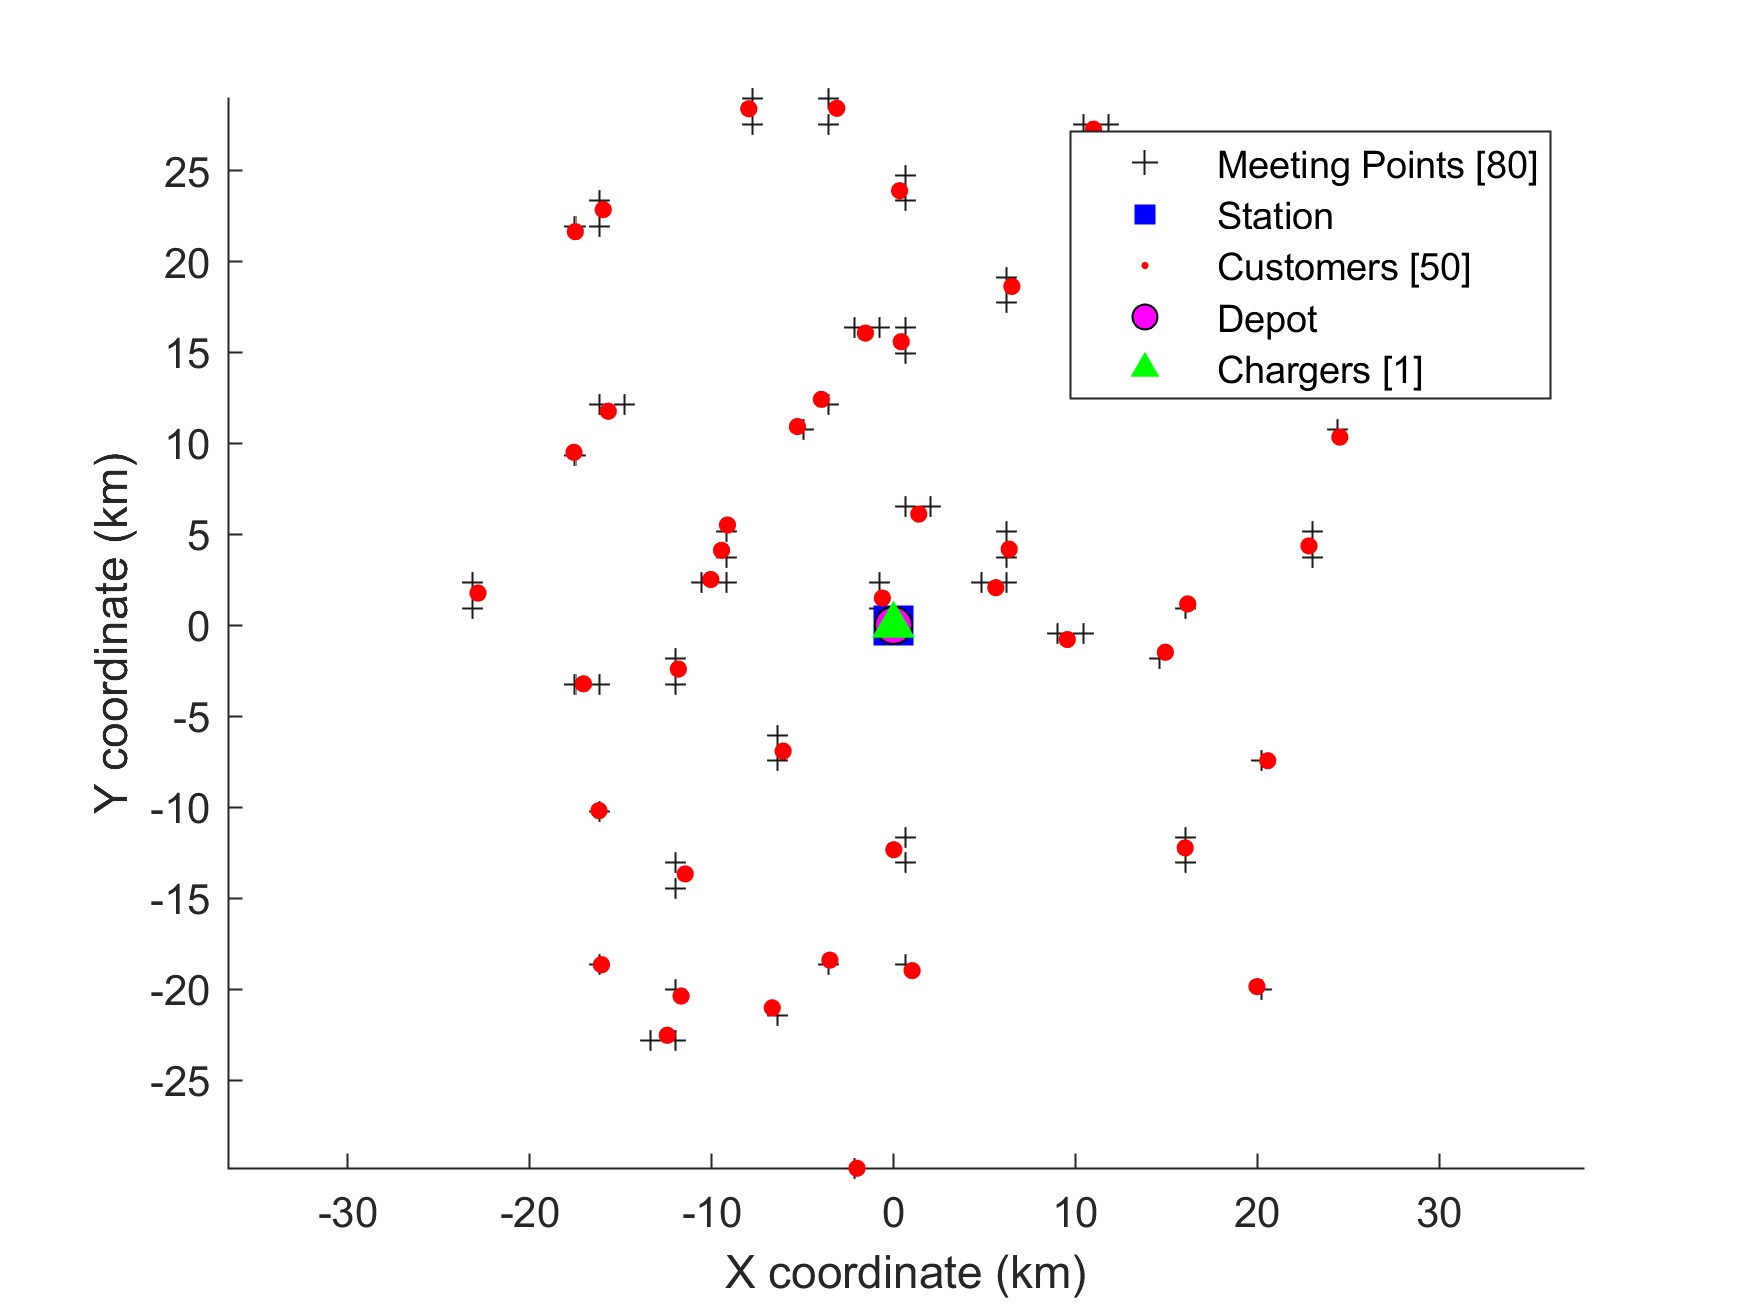 25
20
15
10
5
0
-5
-10
-15
-20
-25
Y coordinate (km)
Meeting Points [80]
Station
Customers [50]
Depot
Chargers [1]
-30
-20
-10
0
10
20
30
X coordinate (km)